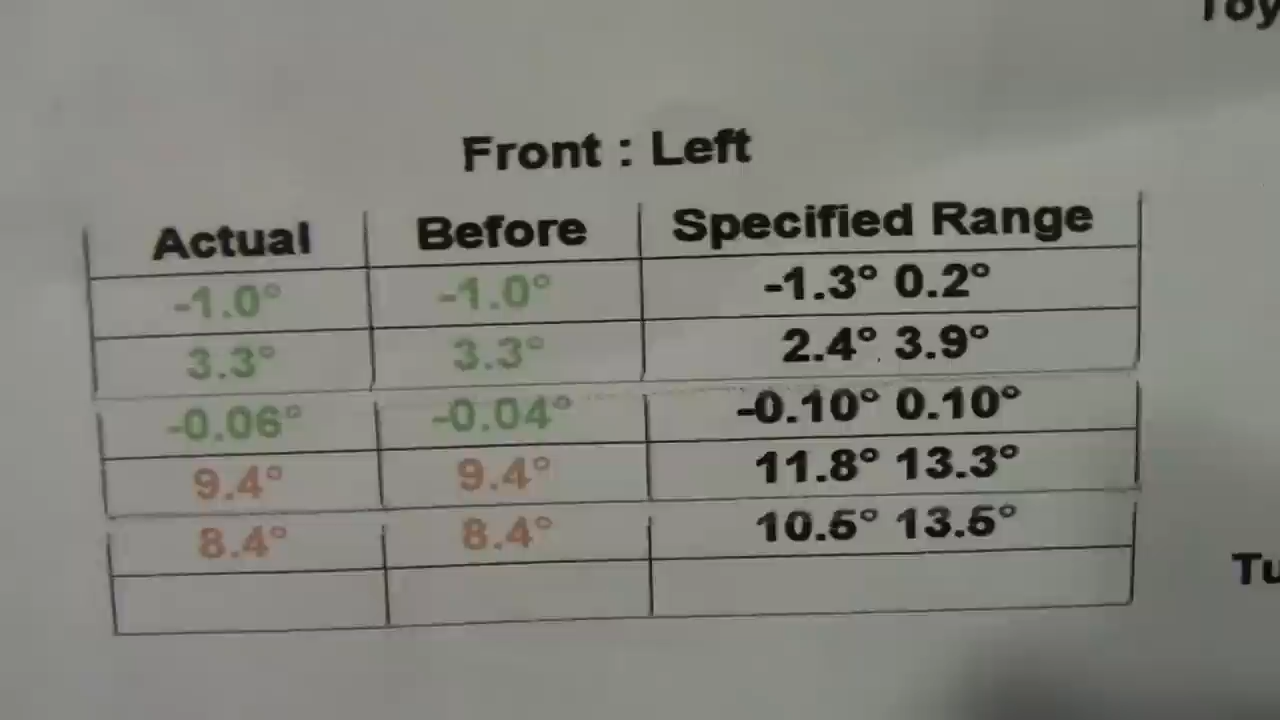 Toy
Front : Left
Actual Before Specified Range
-1.0° -1.0° -1.3° 0.2°
3.3° 3.3° 2.4° 3.9°
-0.06° -0.04° -0.10° 0.10°
9.4° 9.4° 11.8° 13.3°
8.4° 8.4° 10.5° 13.5°
Tu